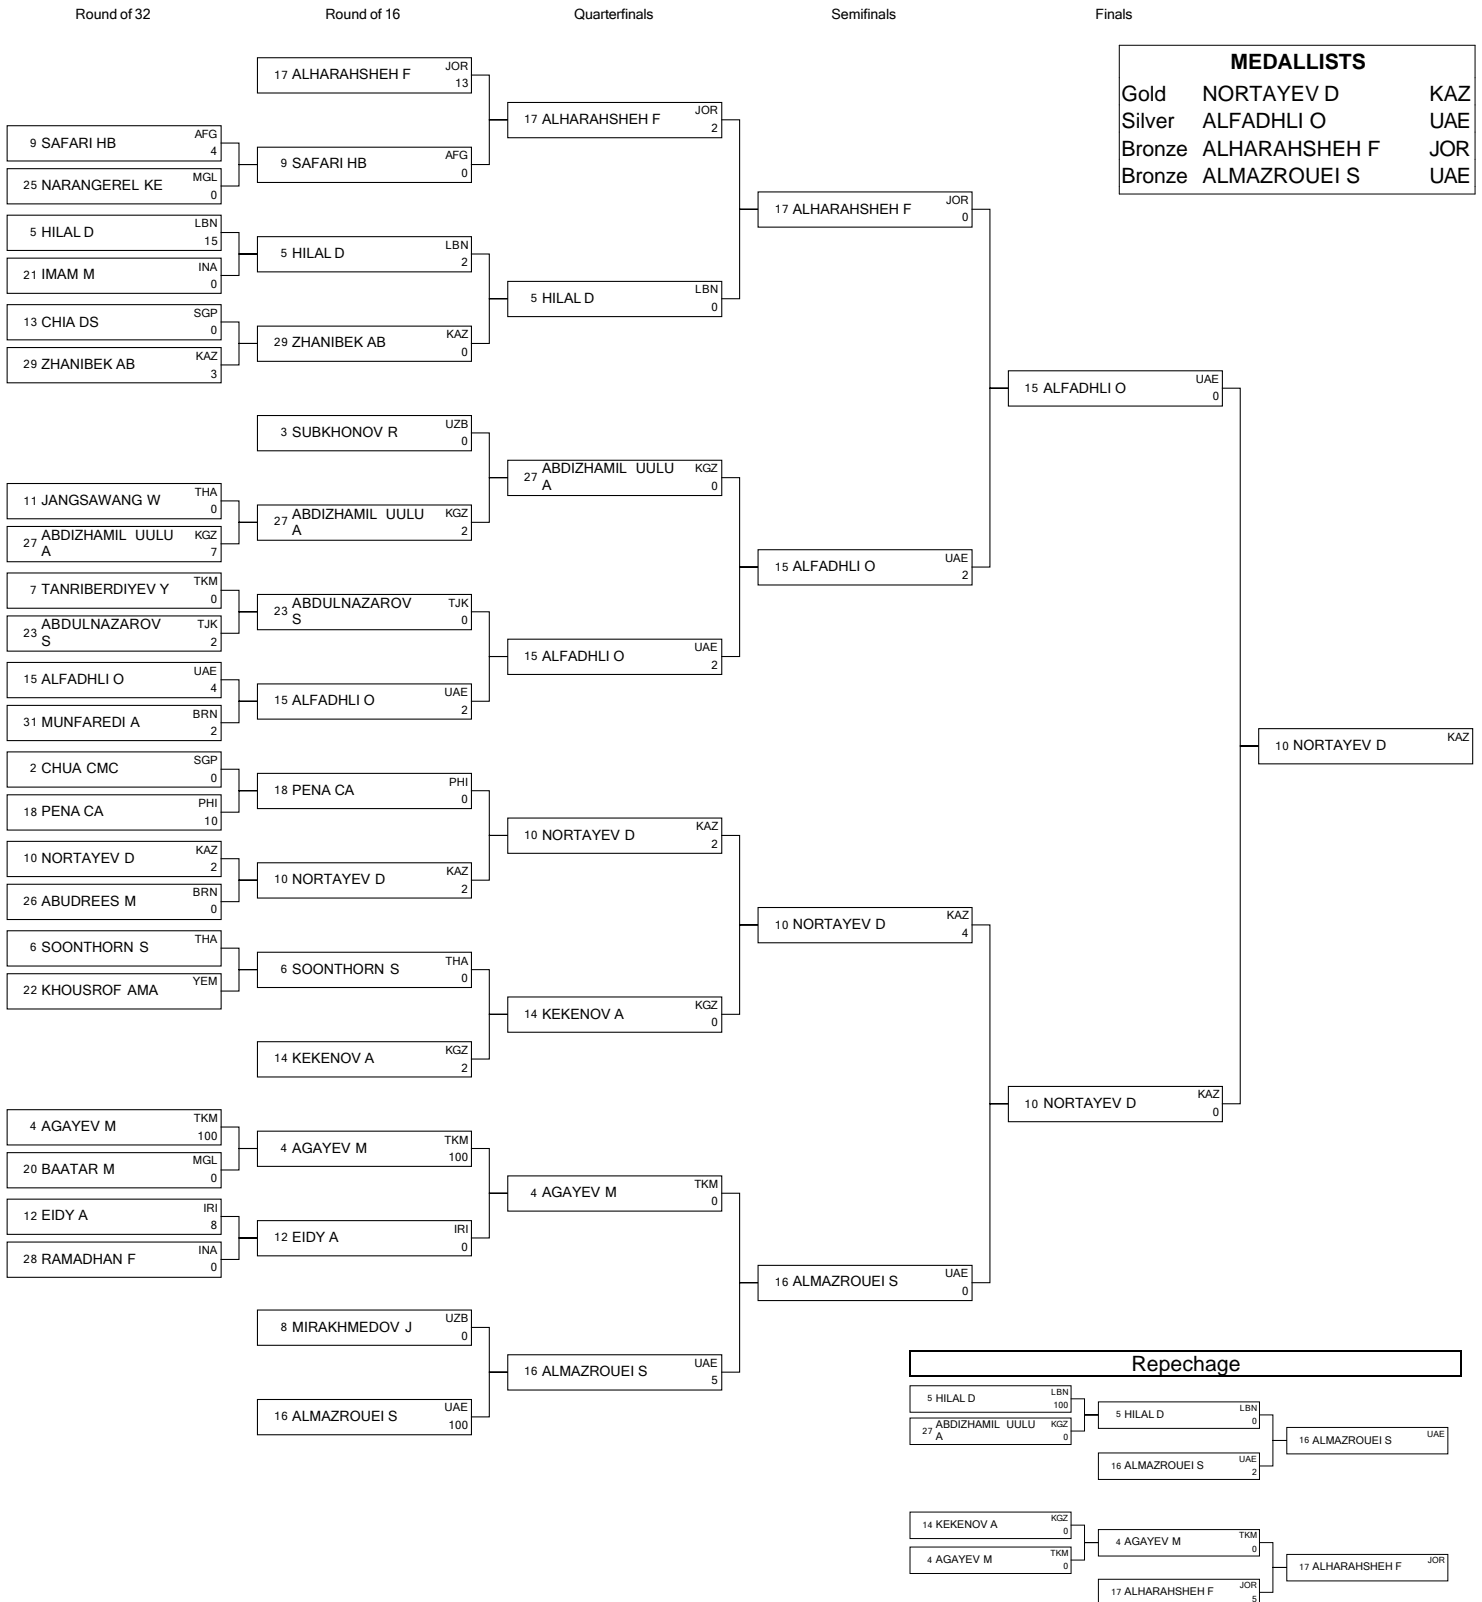 Round of 32
Round of 16
Quarterfinals
Semifinals
Finals
MEDALLISTS
Gold NORTAYEV D KAZ
Silver ALFADHLI O UAE
Bronze ALHARAHSHEH F JOR
Bronze ALMAZROUEI S UAE
9 SAFARI HB AFG 4
25 NARANGEREL KE MGL 0
5 HILAL D LBN 15
21 IMAM M INA 0
13 CHIA DS SGP 0
29 ZHANIBEK AB KAZ 3
11 JANGSAWANG W THA 0
27 ABDIZHAMIL UULU A KGZ 7
7 TANRIBERDIYEV Y TKM 0
23 ABDULNAZAROV S TJK 2
15 ALFADHLI O UAE 4
31 MUNFAREDI A BRN 2
2 CHUA CMC SGP 0
18 PENA CA PHI 10
10 NORTAYEV D KAZ 2
26 ABUDREES M BRN 0
6 SOONTHORN S THA
22 KHOUSROF AMA YEM
4 AGAYEV M TKM 100
20 BAATAR M MGL 0
12 EIDY A IRI 8
28 RAMADHAN F INA 0
17 ALHARAHSHEH F JOR 13
9 SAFARI HB AFG 0
5 HILAL D LBN 2
29 ZHANIBEK AB KAZ 0
3 SUBKHONOV R UZB 0
27 ABDIZHAMIL UULU A KGZ 2
23 ABDULNAZAROV S TJK 0
15 ALFADHLI O UAE 2
18 PENA CA PHI 0
10 NORTAYEV D KAZ 2
6 SOONTHORN S THA 0
14 KEKENOV A KGZ 2
4 AGAYEV M TKM 100
12 EIDY A IRI 0
8 MIRAKHMEDOV J UZB 0
16 ALMAZROUEI S UAE 100
17 ALHARAHSHEH F JOR 2
5 HILAL D LBN 0
27 ABDIZHAMIL UULU A KGZ 0
15 ALFADHLI O UAE 2
10 NORTAYEV D KAZ 2
14 KEKENOV A KGZ 0
4 AGAYEV M TKM 0
16 ALMAZROUEI S UAE 5
17 ALHARAHSHEH F JOR 0
15 ALFADHLI O UAE 2
10 NORTAYEV D KAZ 4
16 ALMAZROUEI S UAE 0
15 ALFADHLI O UAE 0
10 NORTAYEV D KAZ 0
10 NORTAYEV D KAZ
Repechage
5 HILAL D LBN 100
27 ABDIZHAMIL UULU A KGZ 0
5 HILAL D LBN 0
16 ALMAZROUEI S UAE 2
16 ALMAZROUEI S UAE
14 KEKENOV A KGZ 0
4 AGAYEV M TKM 0
4 AGAYEV M TKM 0
17 ALHARAHSHEH F JOR 5
17 ALHARAHSHEH F JOR